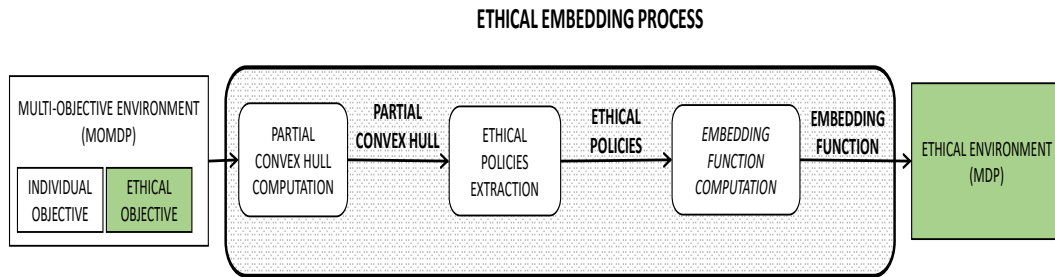 ETHICAL EMBEDDING PROCESS
MULTI-OBJECTIVE ENVIRONMENT
(MOMDP)
INDIVIDUAL
OBJECTIVE
ETHICAL
OBJECTIVE
PARTIAL
CONVEX HULL
COMPUTATION
PARTIAL
CONVEX HULL
ETHICAL
POLICIES
EXTRACTION
ETHICAL
POLICIES
EMBEDDING
FUNCTION
COMPUTATION
EMBEDDING
FUNCTION
ETHICAL ENVIRONMENT
(MDP)